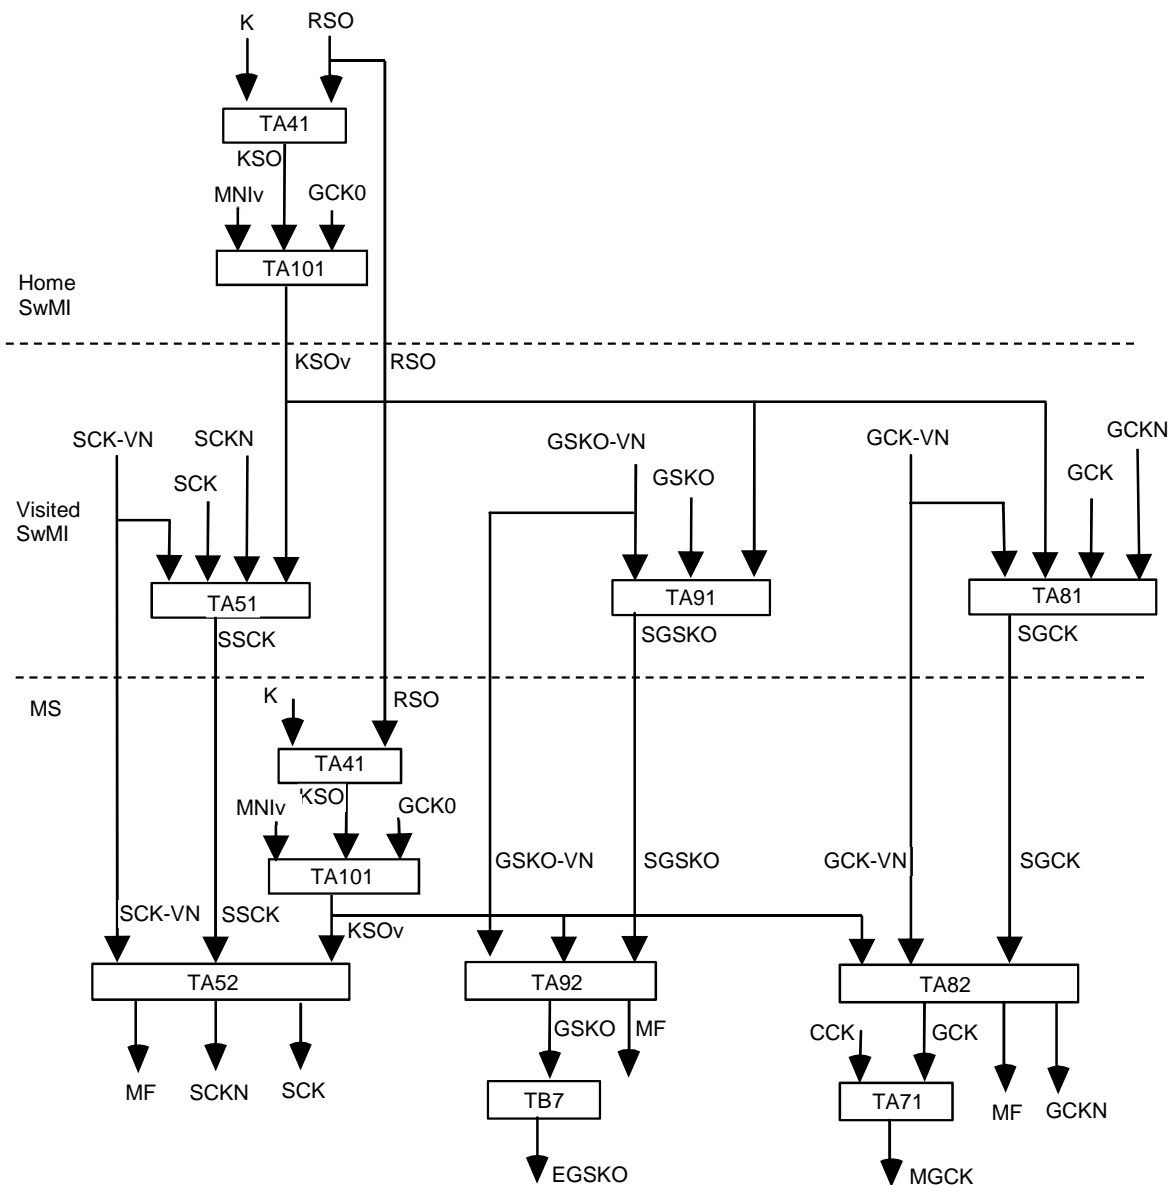 K
RSO
TA41
KSO
MNIv
GCK0
TA101
Home
SwMI
KSOv
RSO
SCK-VN
SCKN
GSKO-VN
GCK-VN
GCKN
SCK
GSKO
GCK
Visited
SwMI
TA51
TA91
TA81
SSCK
SGSKO
SGCK
MS
K
RSO
TA41
KSO
MNIv
GCK0
TA101
GSKO-VN
SGSKO
GCK-VN
SGCK
SCK-VN
SSCK
KSOv
TA52
TA92
TA82
GSKO
MF
CCK
GCK
MF
SCKN
SCK
TB7
TA71
MF
GCKN
EGSKO
MGCK